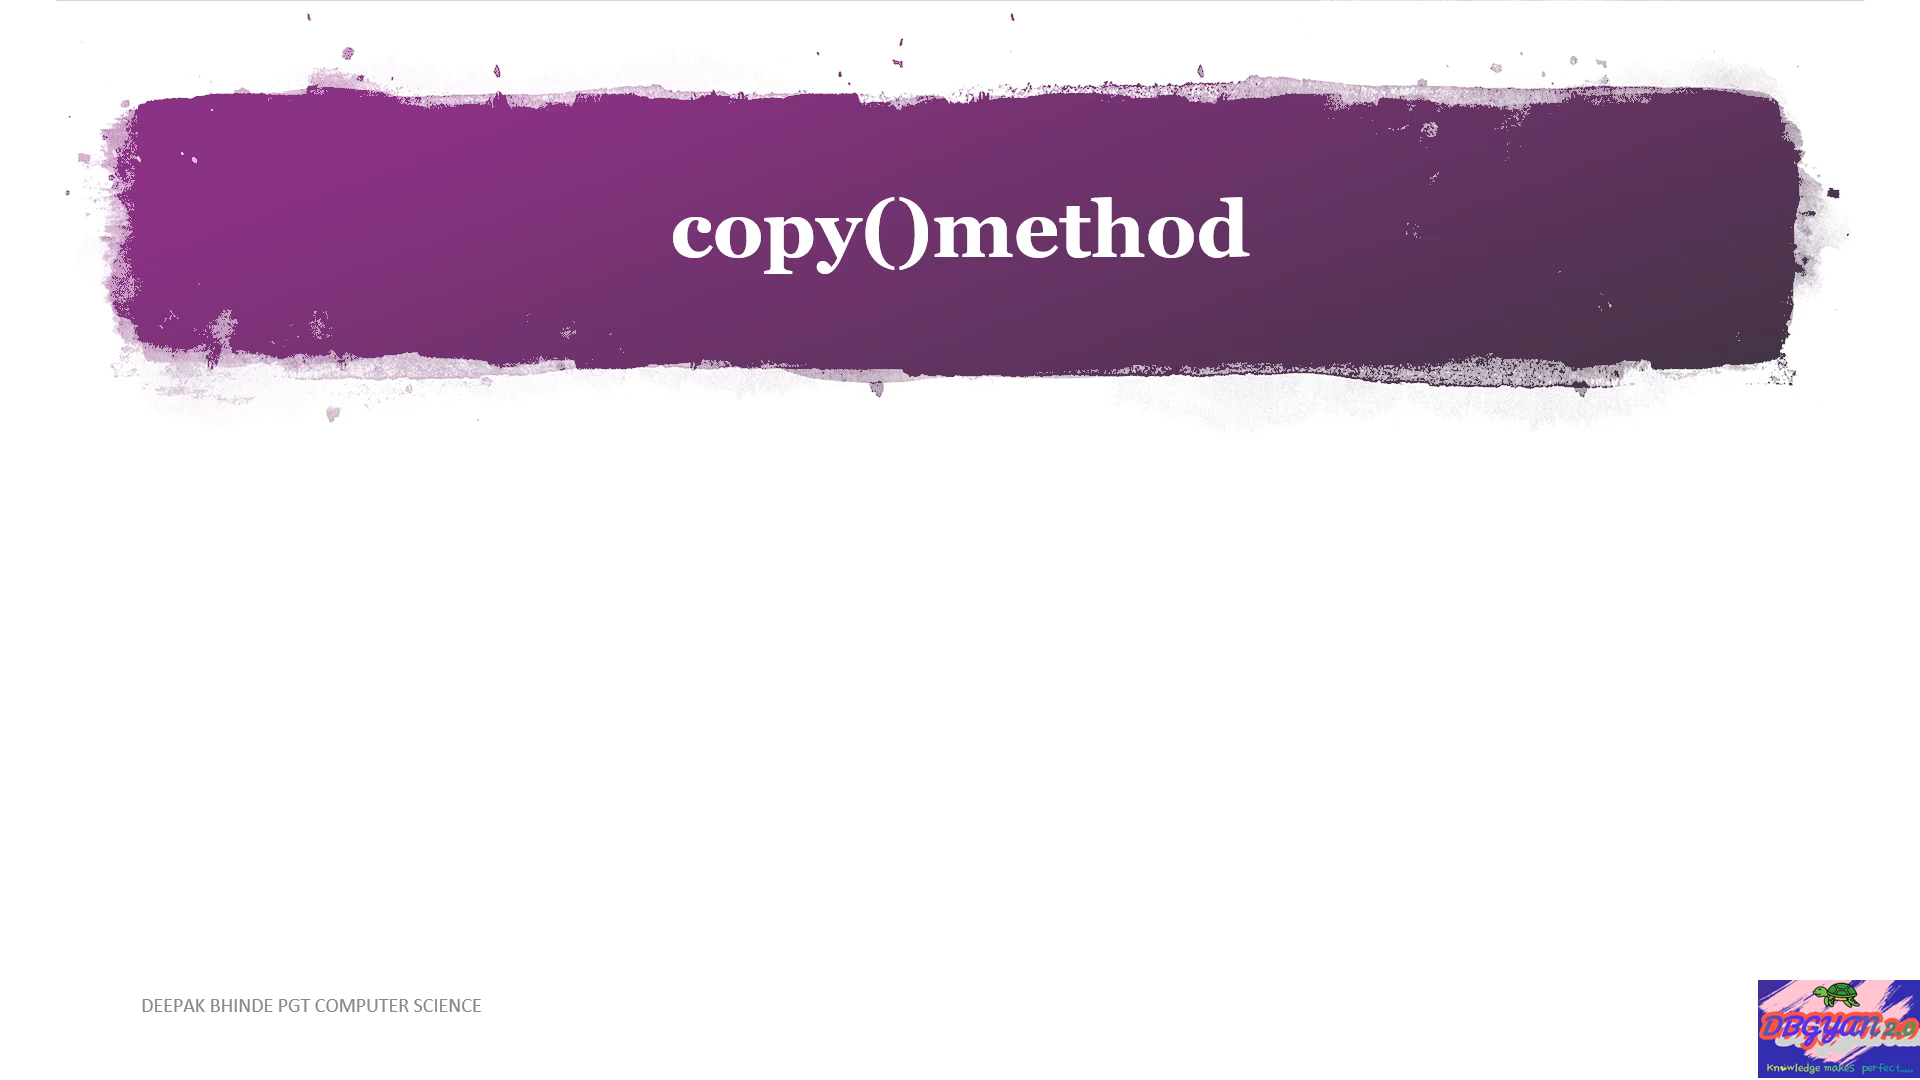 copy()method
DEEPAK BHINDE PGT COMPUTER SCIENCE
DBGYAN 2.0
Knowledge makes perfect....